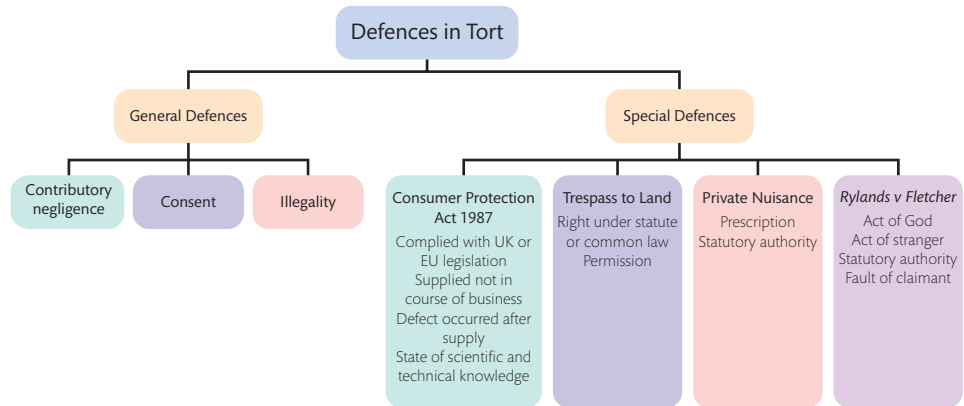 Defences in Tort
General Defences
Special Defences
Contributory
negligence
Consent
Illegality
Consumer Protection
Act 1987
Complied with UK or
EU legislation
Supplied not in
course of business
Defect occurred after
supply
State of scientific and
technical knowledge
Trespass to Land
Right under statute
or common law
Permission
Private Nuisance
Prescription
Statutory authority
Rylands v Fletcher
Act of God
Act of stranger
Statutory authority
Fault of claimant